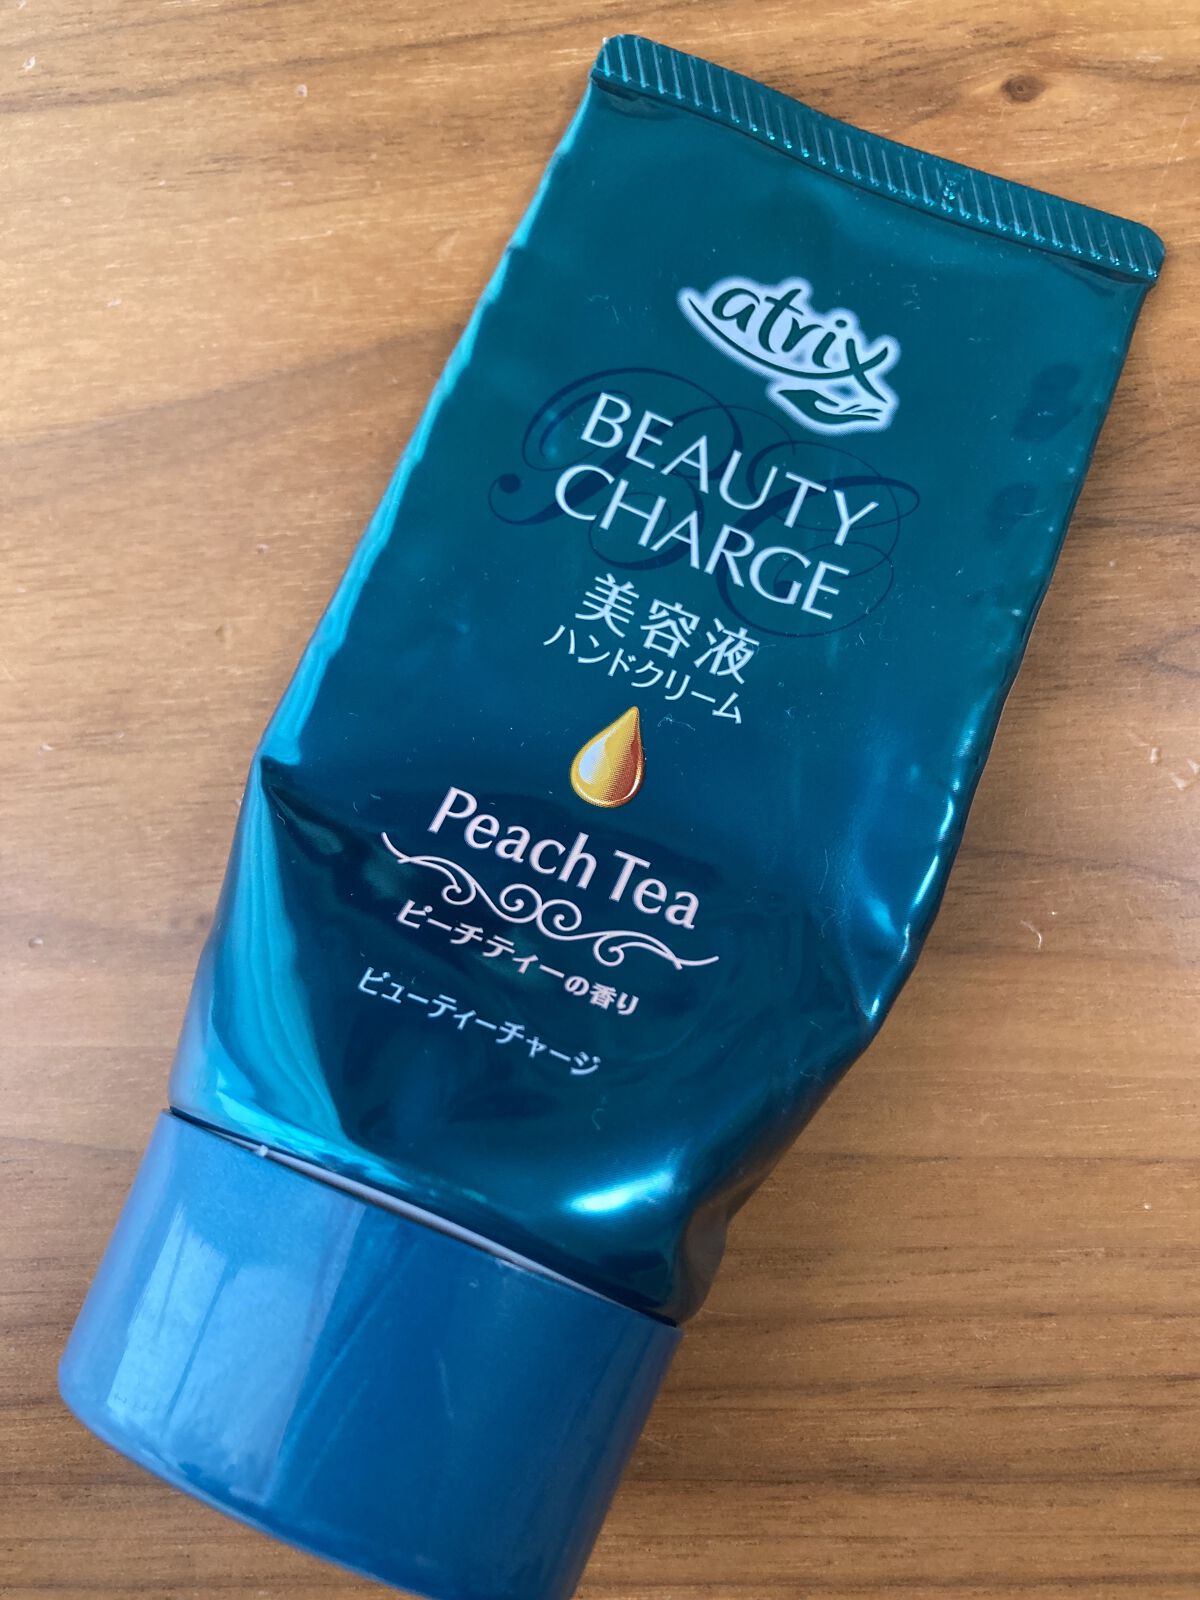 atrix
BEAUTY
CHARGE
美容液
ハンドクリーム
Peach Tea
ピーチティーの香り
ビューティーチャージ